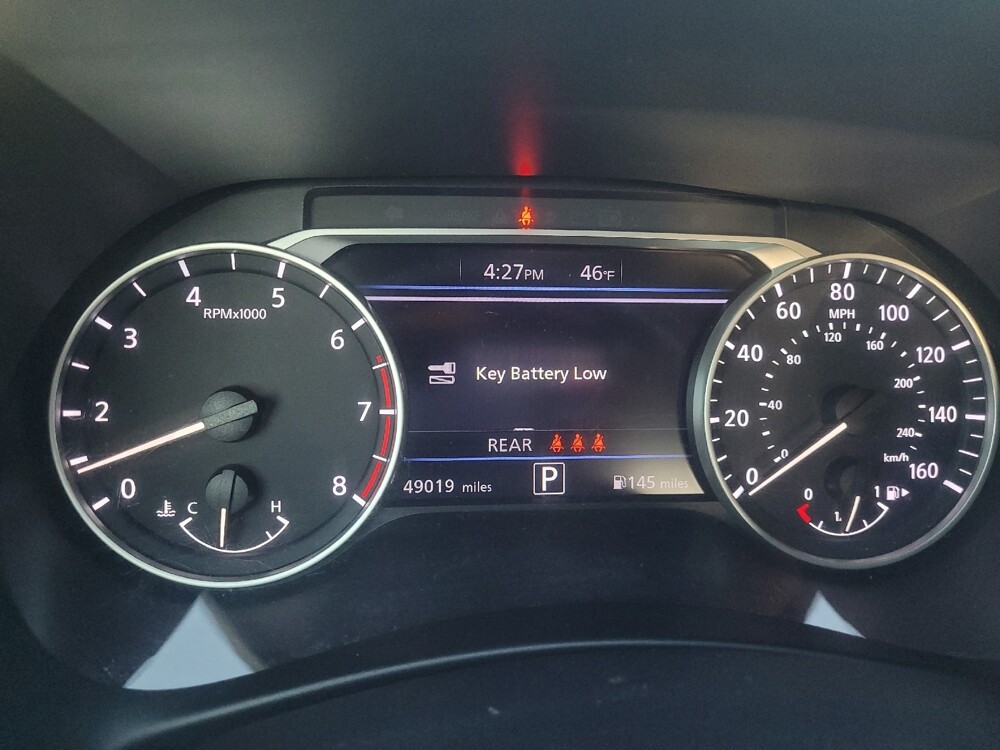 4:27PM 46°F
4 5
RPMx1000
3 6
2 7
0 8
C H
Key Battery Low
REAR
49019 miles P 145 miles
60 80 100
MPH
40 120
20 140
0 160
0 40 80 120 160 200 240
km/h
0 1